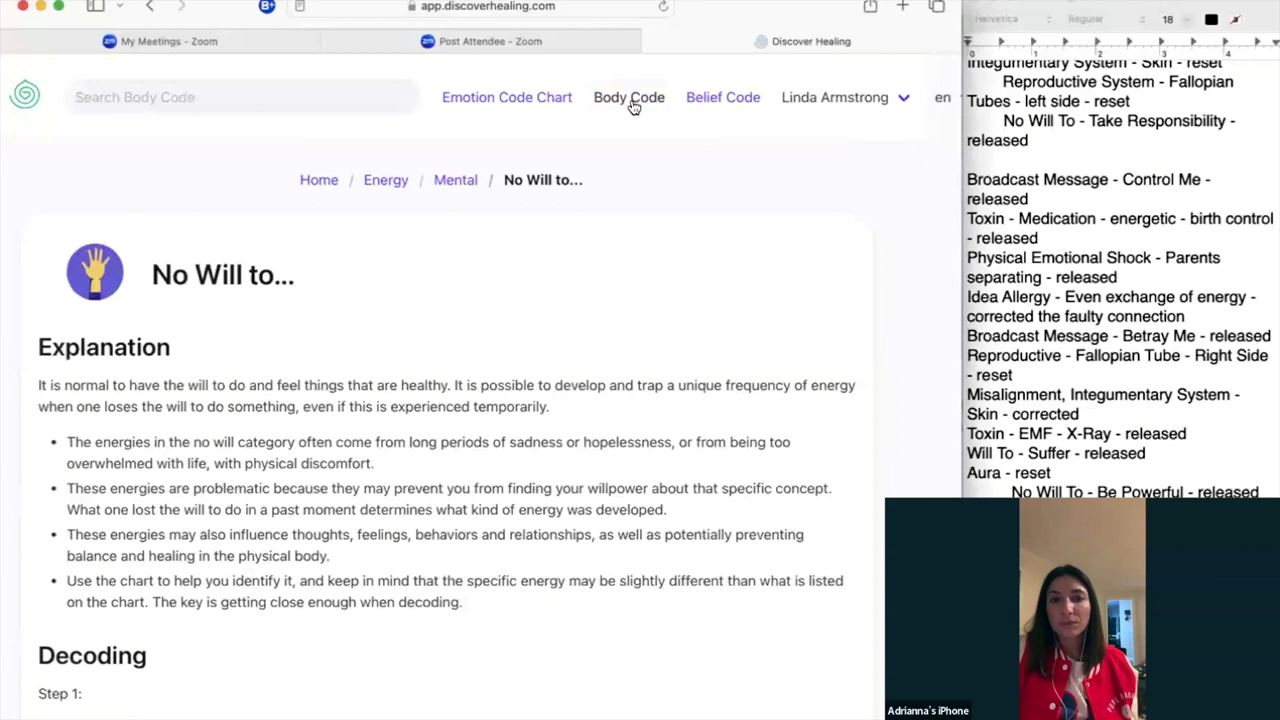 app.discoverhealing.com
My Meetings - Zoom
Post Attendee - Zoom
Discover Healing
Search Body Code
Emotion Code Chart
Body Code
Belief Code
Linda Armstrong
en
Home / Energy / Mental / No Will to...
No Will to...
Explanation
It is normal to have the will to do and feel things that are healthy. It is possible to develop and trap a unique frequency of energy
when one loses the will to do something, even if this is experienced temporarily.
• The energies in the no will category often come from long periods of sadness or hopelessness, or from being too
overwhelmed with life, with physical discomfort.
• These energies are problematic because they may prevent you from finding your willpower about that specific concept.
What one lost the will to do in a past moment determines what kind of energy was developed.
• These energies may also influence thoughts, feelings, behaviors and relationships, as well as potentially preventing
balance and healing in the physical body.
• Use the chart to help you identify it, and keep in mind that the specific energy may be slightly different than what is listed
on the chart. The key is getting close enough when decoding.
Decoding
Step 1:
Helvetica
Regular
18
0 1 2 3 4
Integumentary System - Skin - reset
Reproductive System - Fallopian
Tubes - left side - reset
No Will To - Take Responsibility -
released
Broadcast Message - Control Me -
released
Toxin - Medication - energetic - birth control
- released
Physical Emotional Shock - Parents
separating - released
Idea Allergy - Even exchange of energy -
corrected the faulty connection
Broadcast Message - Betray Me - released
Reproductive - Fallopian Tube - Right Side
- reset
Misalignment, Integumentary System -
Skin - corrected
Toxin - EMF - X-Ray - released
Will To - Suffer - released
Aura - reset
No Will To - Be Powerful - released
Adrianna's iPhone